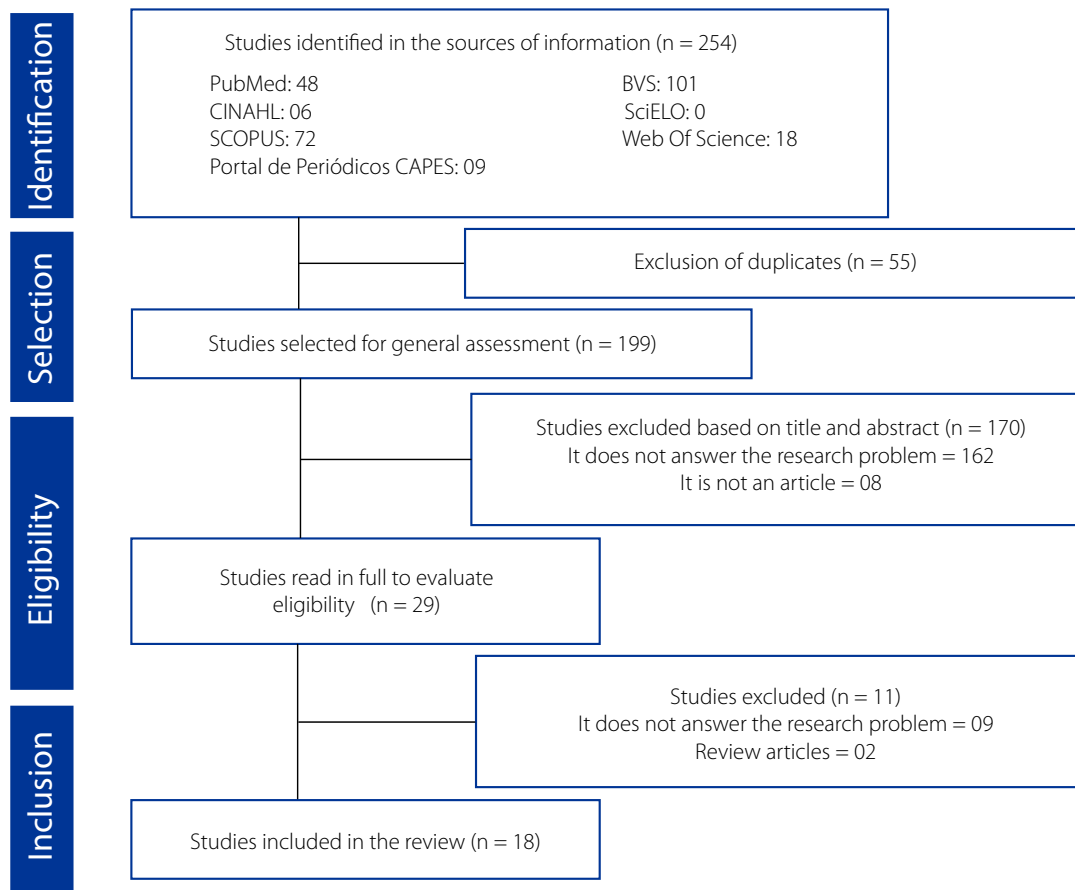 Identification
Studies identified in the sources of information (n = 254)
PubMed: 48
BVS: 101
CINAHL: 06
SciELO: 0
SCOPUS: 72
Web Of Science: 18
Portal de Periódicos CAPES: 09
Selection
Exclusion of duplicates (n = 55)
Studies selected for general assessment (n = 199)
Eligibility
Studies excluded based on title and abstract (n = 170)
It does not answer the research problem = 162
It is not an article = 08
Studies read in full to evaluate
eligibility (n = 29)
Inclusion
Studies excluded (n = 11)
It does not answer the research problem = 09
Review articles = 02
Studies included in the review (n = 18)